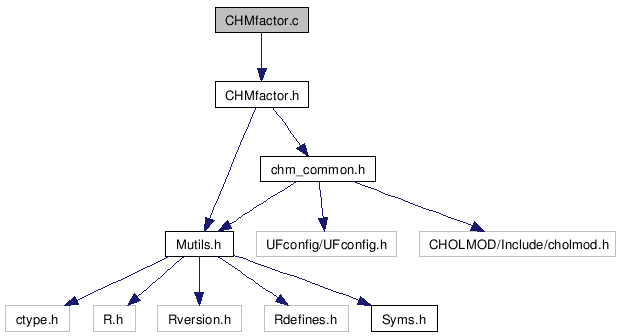 CHMfactor.c
CHMfactor.h
chm_common.h
Mutils.h
UFconfig/UFconfig.h
CHOLMOD/Include/cholmod.h
ctype.h
R.h
Rversion.h
Rdefines.h
Syms.h